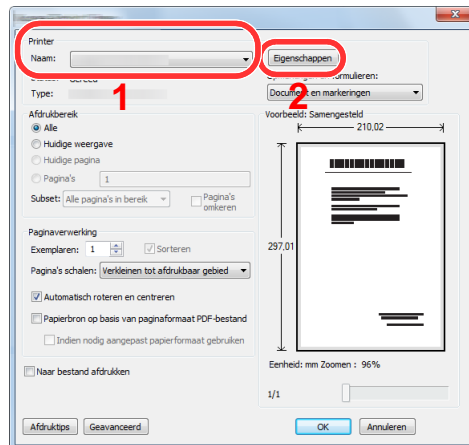 Printer
Naam:
Eigenschappen
1
2
Type:
Document en markeringen
Afdrukbereik
Alle
Huidige weergave
Huidige pagina
Pagina's
1
Subset:
Alle pagina's in bereik
Pagina's
omkeren
Paginaverwerking
Exemplaren:
1
Sorteren
Pagina's schalen:
Verkleinen tot afdrukbaar gebied
Automatisch roteren en centreren
Papierbron op basis van paginaformaat PDF-bestand
Indien nodig aangepast papierformaat gebruiken
Naar bestand afdrukken
Voorbeeld: Samengesteld
210,02
297,01
Eenheid: mm Zoomen : 96%
1/1
Afdruktips
Geavanceerd
OK
Annuleren